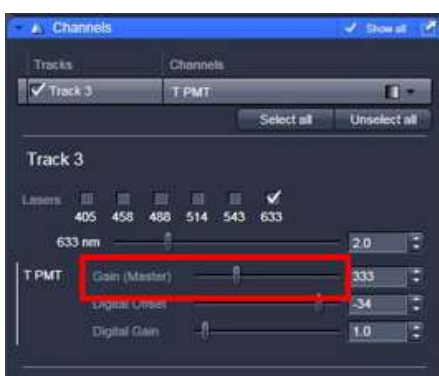 Channels Show all
Tracks Channels
Track 3 T PMT
Select all Unselect all
Track 3
Lasers
405 458 488 514 543 633
633 nm 2.0
T PMT Gain (Master) 333
Digital Offset -34
Digital Gain 1.0